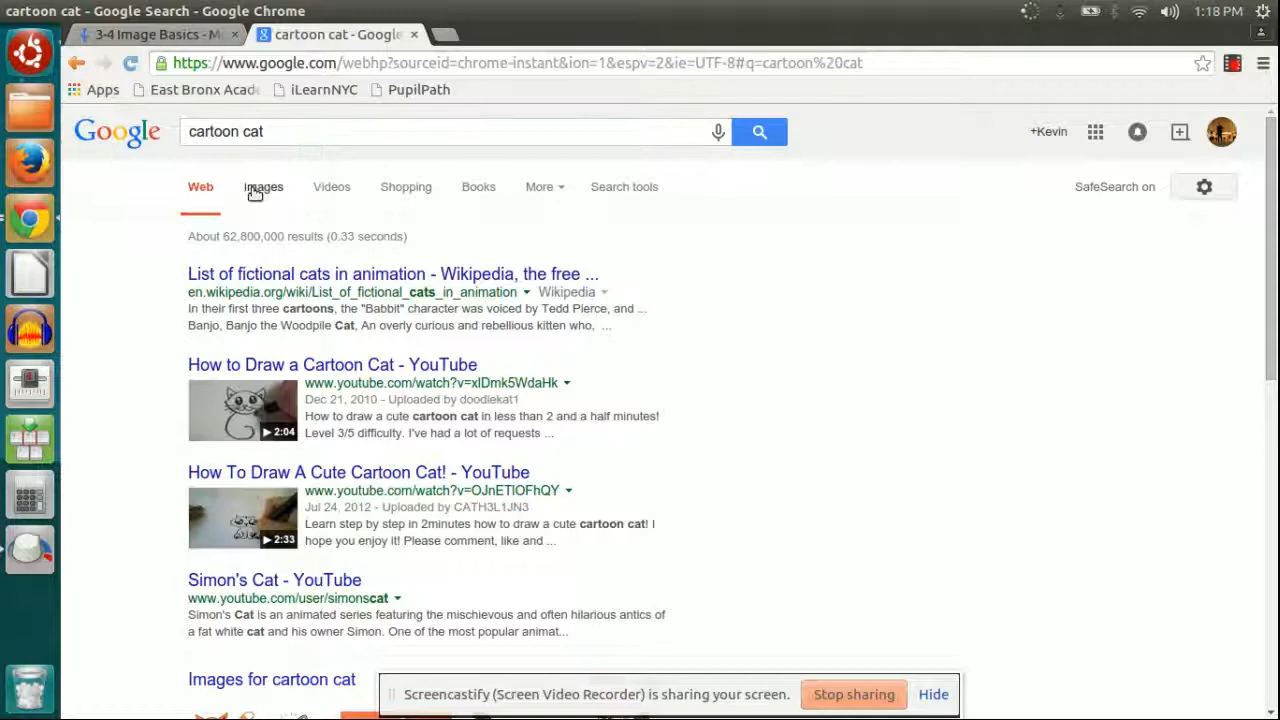 cartoon cat - Google Search - Google Chrome
1:18 PM
3-4 Image Basics - M
cartoon cat - Google
https://www.google.com/webhp?sourceid=chrome-instant&ion=1&espv=2&ie=UTF-8#q=cartoon%20cat
Apps East Bronx Acad iLearnNYC PupilPath
Google
cartoon cat
+Kevin
Web Images Videos Shopping Books More Search tools
SafeSearch on
About 62,800,000 results (0.33 seconds)
List of fictional cats in animation - Wikipedia, the free ...
en.wikipedia.org/wiki/List_of_fictional_cats_in_animation Wikipedia
In their first three cartoons, the "Babbit" character was voiced by Tedd Pierce, and ...
Banjo, Banjo the Woodpile Cat, An overly curious and rebellious kitten who, ...
How to Draw a Cartoon Cat - YouTube
www.youtube.com/watch?v=xlDmk5WdaHk
Dec 21, 2010 - Uploaded by doodlekat1
How to draw a cute cartoon cat in less than 2 and a half minutes!
2:04
Level 3/5 difficulty. I've had a lot of requests ...
How To Draw A Cute Cartoon Cat! - YouTube
www.youtube.com/watch?v=OJnETlOFhQY
Jul 24, 2012 - Uploaded by CATH3L1JN3
Learn step by step in 2minutes how to draw a cute cartoon cat! I
2:33
hope you enjoy it! Please comment, like and ...
Simon's Cat - YouTube
www.youtube.com/user/simonscat
Simon's Cat is an animated series featuring the mischievous and often hilarious antics of
a fat white cat and his owner Simon. One of the most popular animat...
Images for cartoon cat
Screencastify (Screen Video Recorder) is sharing your screen. Stop sharing Hide